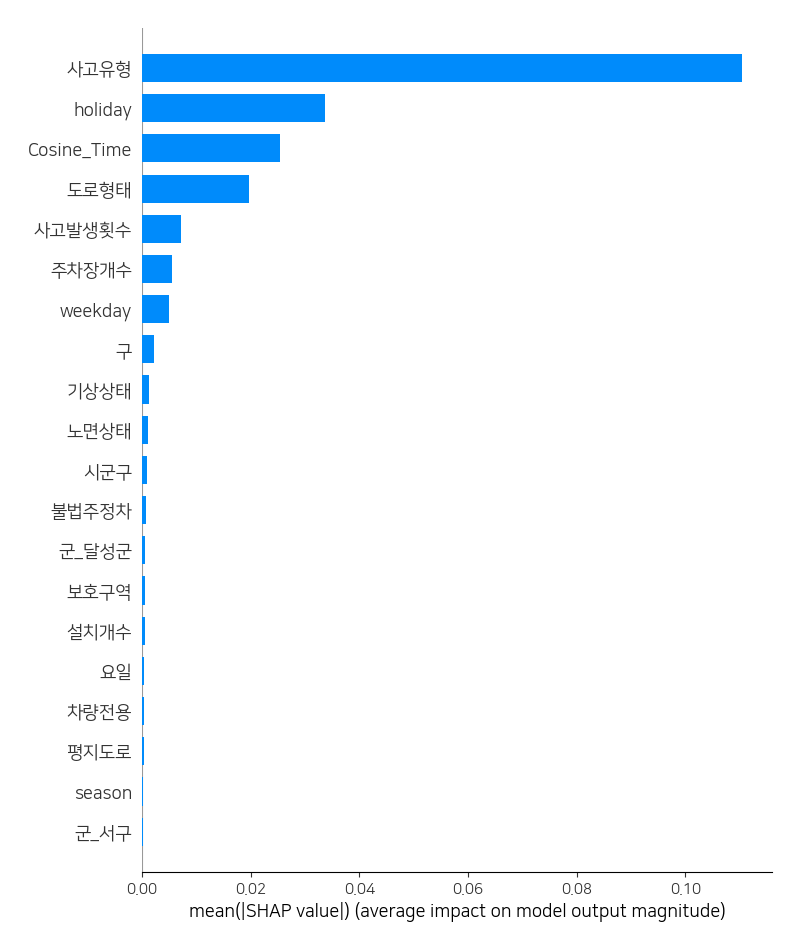 사고유형
holiday
Cosine_Time
도로형태
사고발생횟수
주차장개수
weekday
구
기상상태
노면상태
시군구
불법주정차
군_달성군
보호구역
설치개수
요일
차량전용
평지도로
season
군_서구
0.00 0.02 0.04 0.06 0.08 0.10
mean(|SHAP value|) (average impact on model output magnitude)